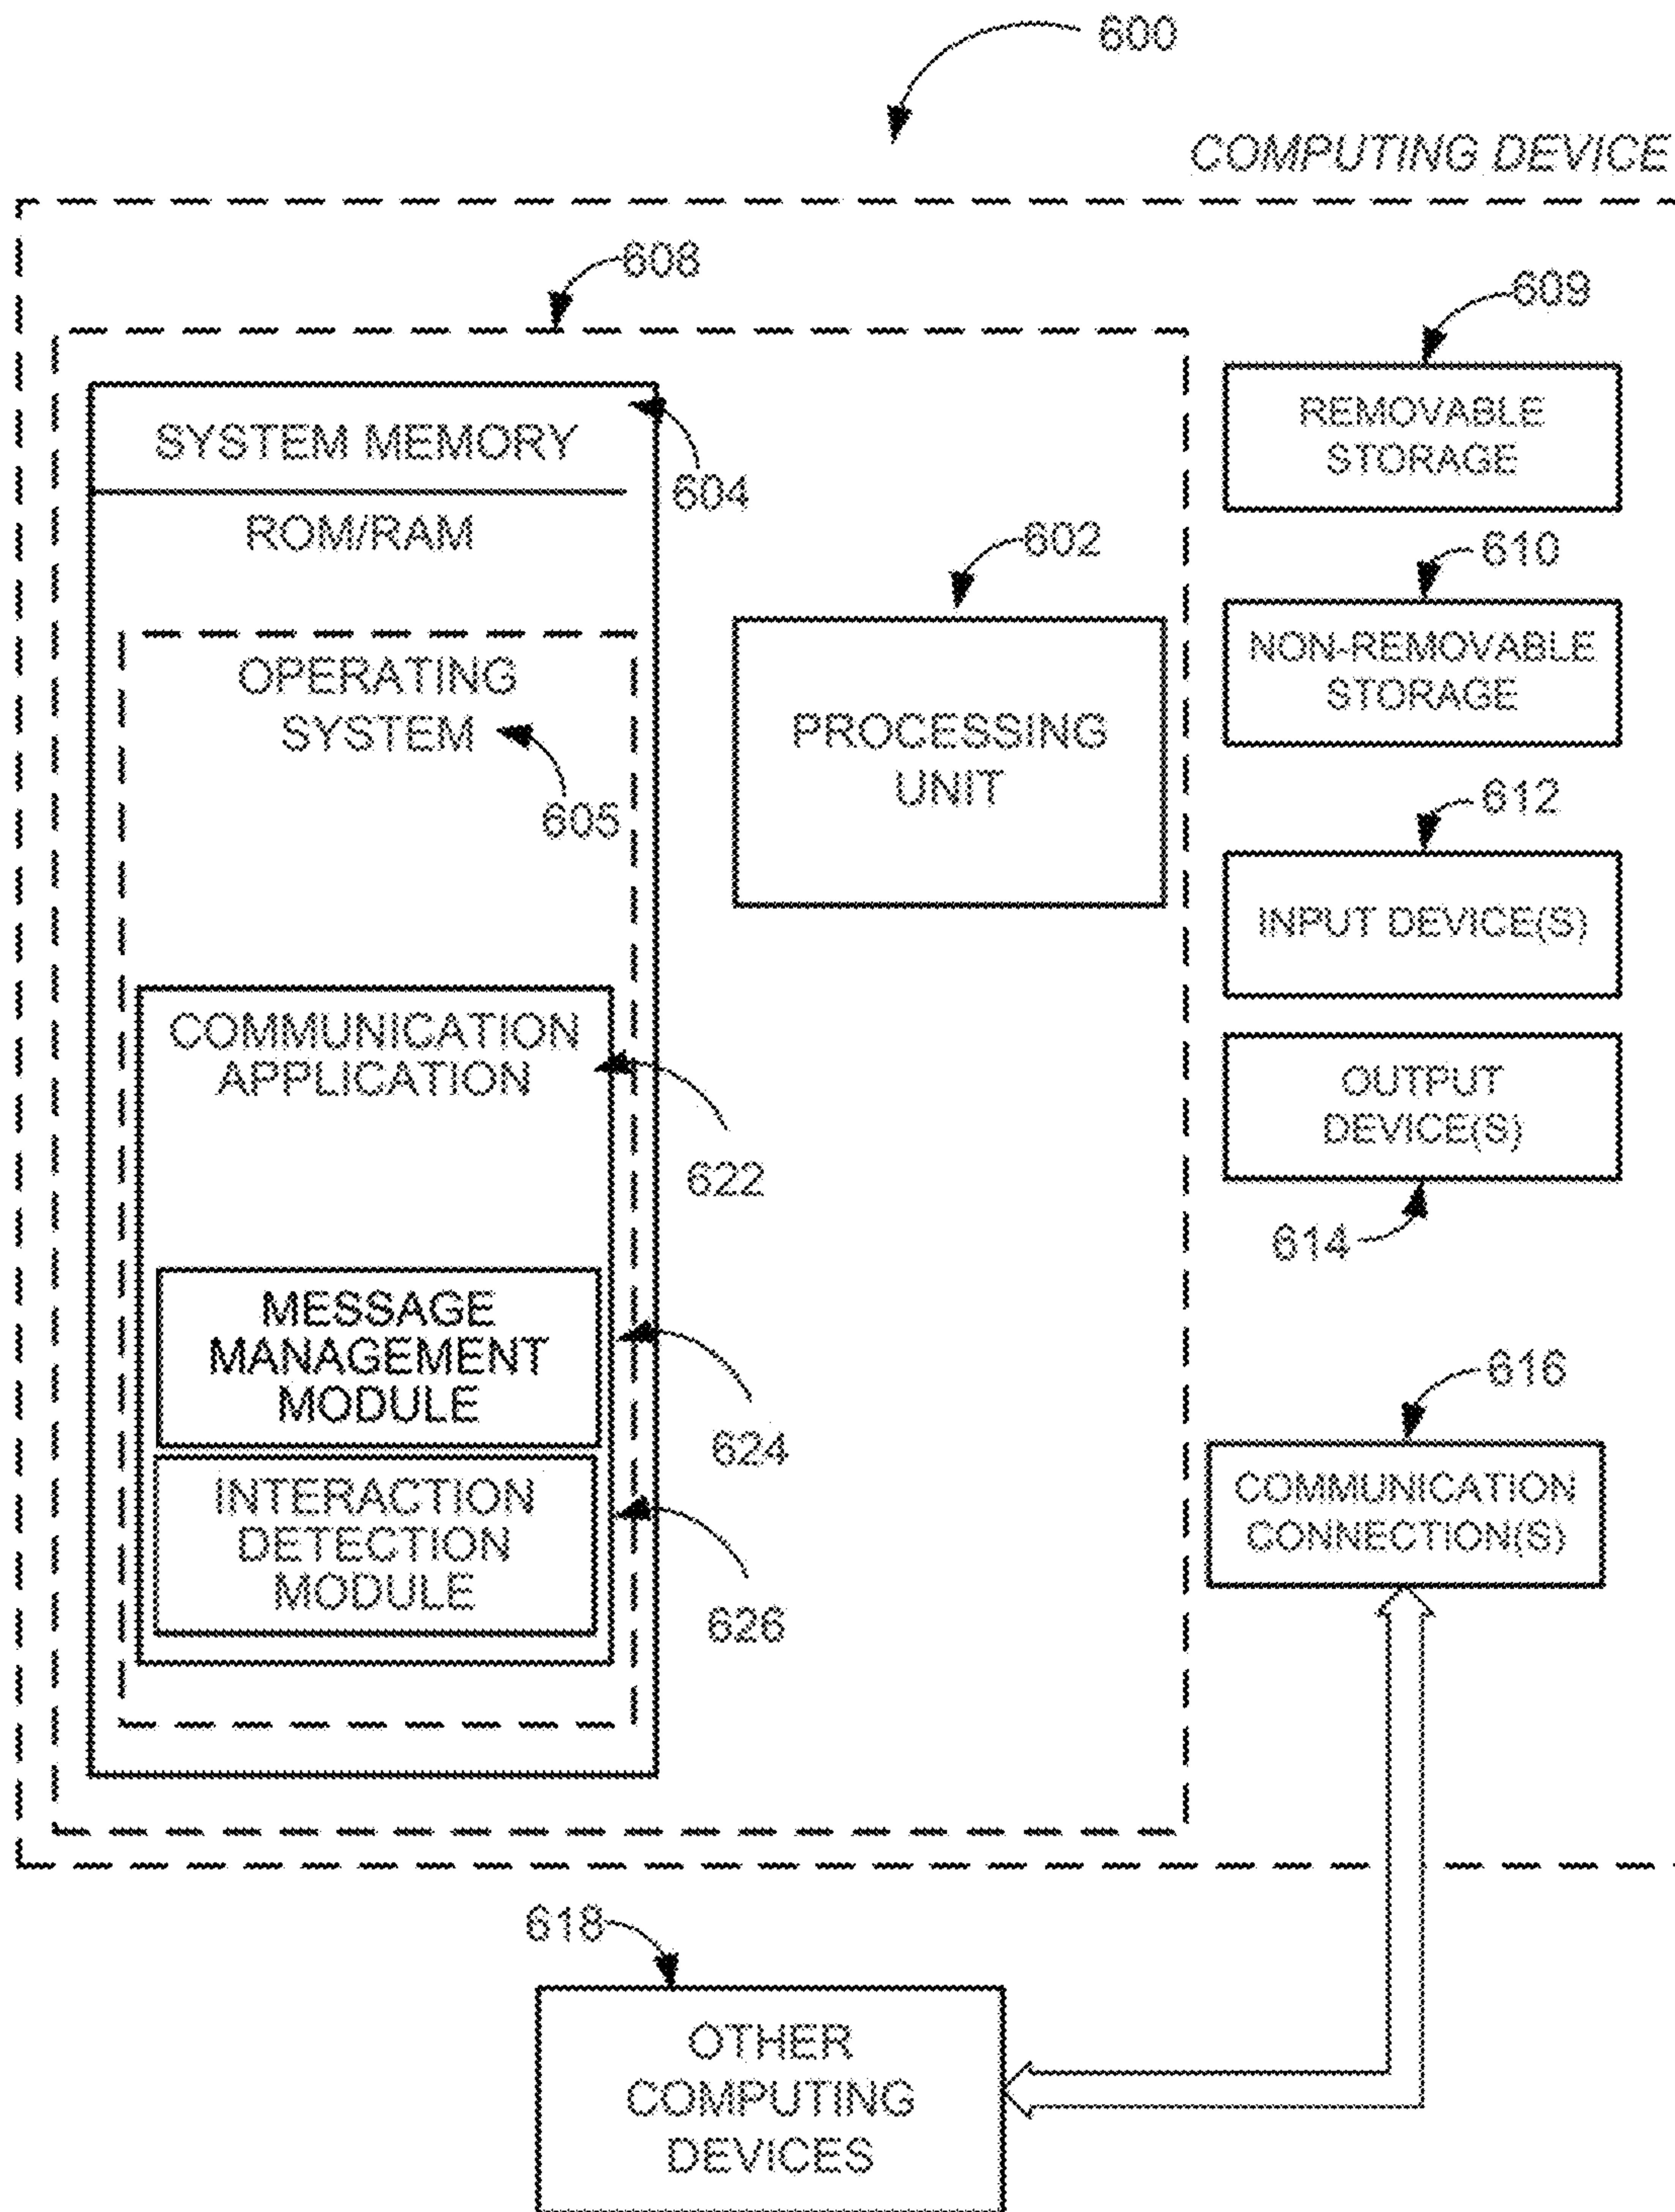 600
COMPUTING DEVICE
608
609
SYSTEM MEMORY
604
ROM/RAM
REMOVABLE
STORAGE
602
610
OPERATING
SYSTEM
605
PROCESSING
UNIT
NON-REMOVABLE
STORAGE
612
INPUT DEVICE(S)
COMMUNICATION
APPLICATION
622
OUTPUT
DEVICE(S)
614
MESSAGE
MANAGEMENT
MODULE
624
616
INTERACTION
DETECTION
MODULE
626
COMMUNICATION
CONNECTION(S)
618
OTHER
COMPUTING
DEVICES